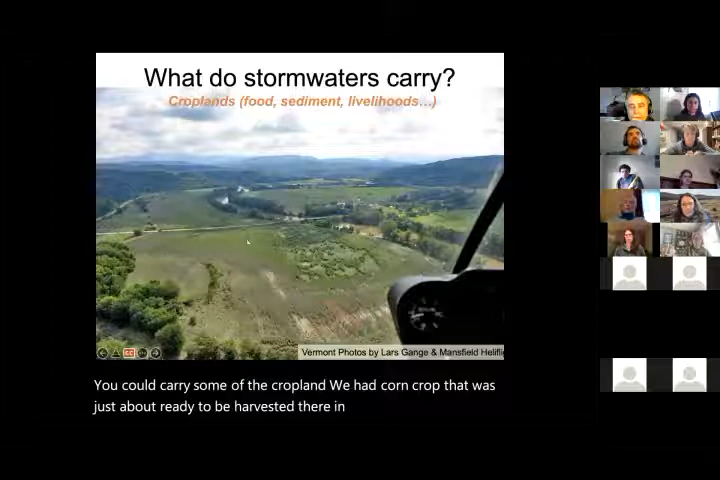 What do stormwaters carry?
Croplands (food, sediment, livelihoods…)
Vermont Photos by Lars Gange & Mansfield Helifli
You could carry some of the cropland We had corn crop that was
just about ready to be harvested there in